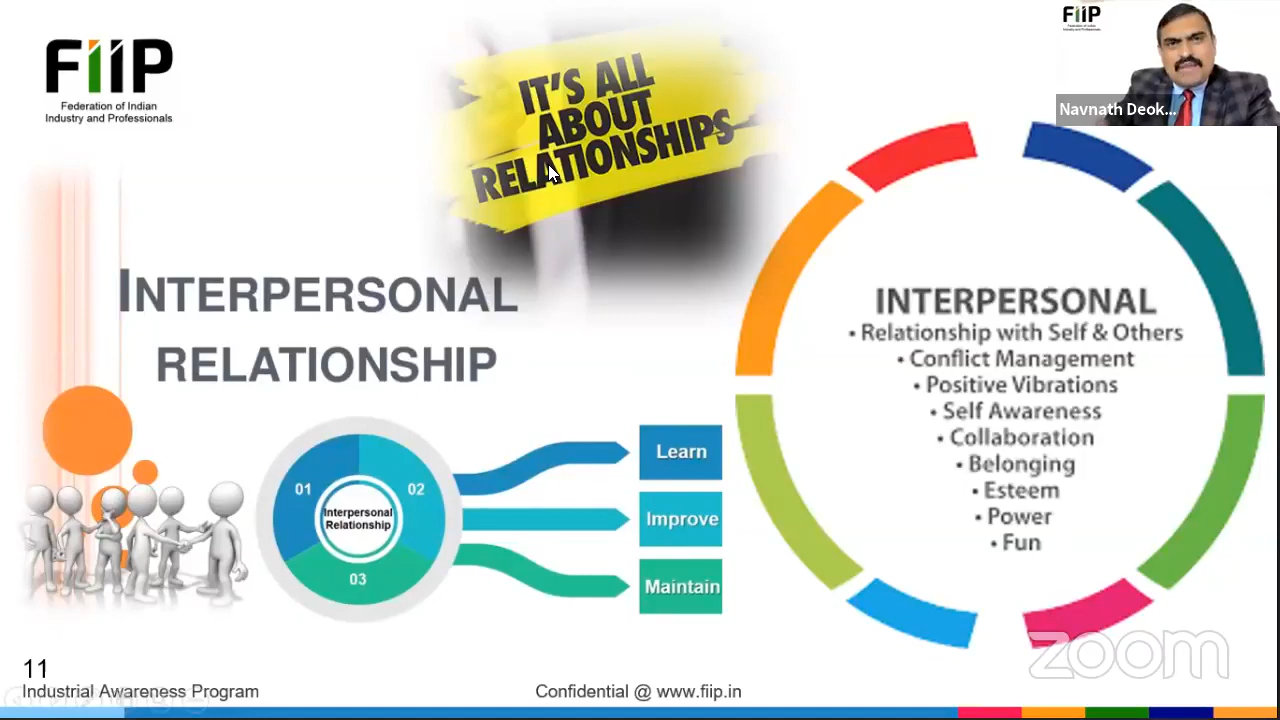 FiiP
Federation of Indian
Industry and Professionals
IT'S ALL
ABOUT
RELATIONSHIPS
FiiP
Navnath Deok...
INTERPERSONAL
RELATIONSHIP
01
02
03
Interpersonal
Relationship
Learn
Improve
Maintain
INTERPERSONAL
• Relationship with Self & Others
• Conflict Management
• Positive Vibrations
• Self Awareness
• Collaboration
• Belonging
• Esteem
• Power
• Fun
zoom
11
Industrial Awareness Program
Confidential @ www.fiip.in